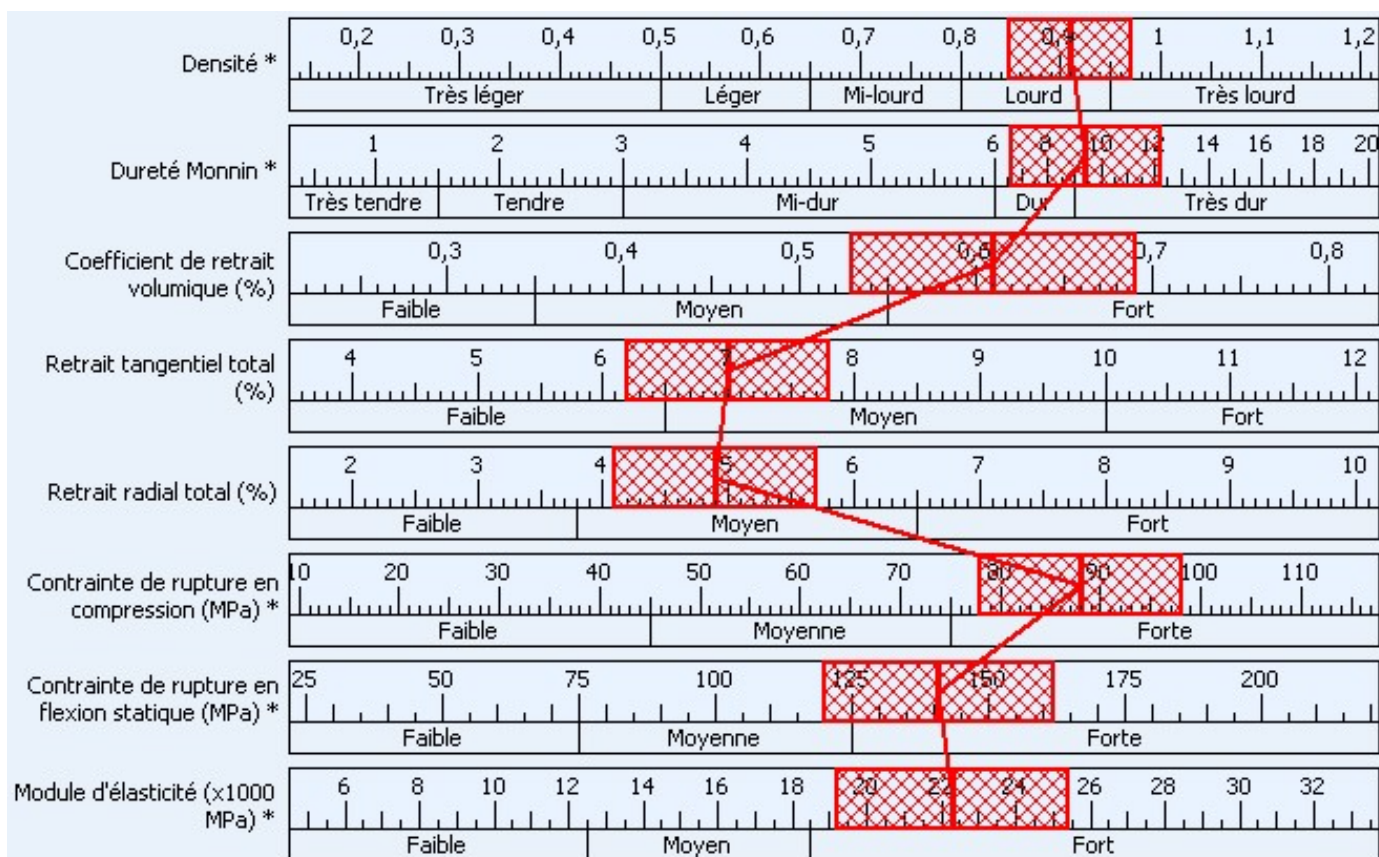 0,2 0,3 0,4 0,5 0,6 0,7 0,8 0,9 1 1,1 1,2
Densité *
Très léger Léger Mi-lourd Lourd Très lourd
1 2 3 4 5 6 8 10 12 14 16 18 20
Dureté Monnin *
Très tendre Tendre Mi-dur Dur Très dur
0,3 0,4 0,5 0,6 0,7 0,8
Coefficient de retrait
volumique (%)
Faible Moyen Fort
4 5 6 7 8 9 10 11 12
Retrait tangentiel total
(%)
Faible Moyen Fort
2 3 4 5 6 7 8 9 10
Retrait radial total (%)
Faible Moyen Fort
10 20 30 40 50 60 70 80 90 100 110
Contrainte de rupture en
compression (MPa) *
Faible Moyenne Forte
25 50 75 100 125 150 175 200
Contrainte de rupture en
flexion statique (MPa) *
Faible Moyenne Forte
6 8 10 12 14 16 18 20 22 24 26 28 30 32
Module d'élasticité (x1000
MPa) *
Faible Moyen Fort